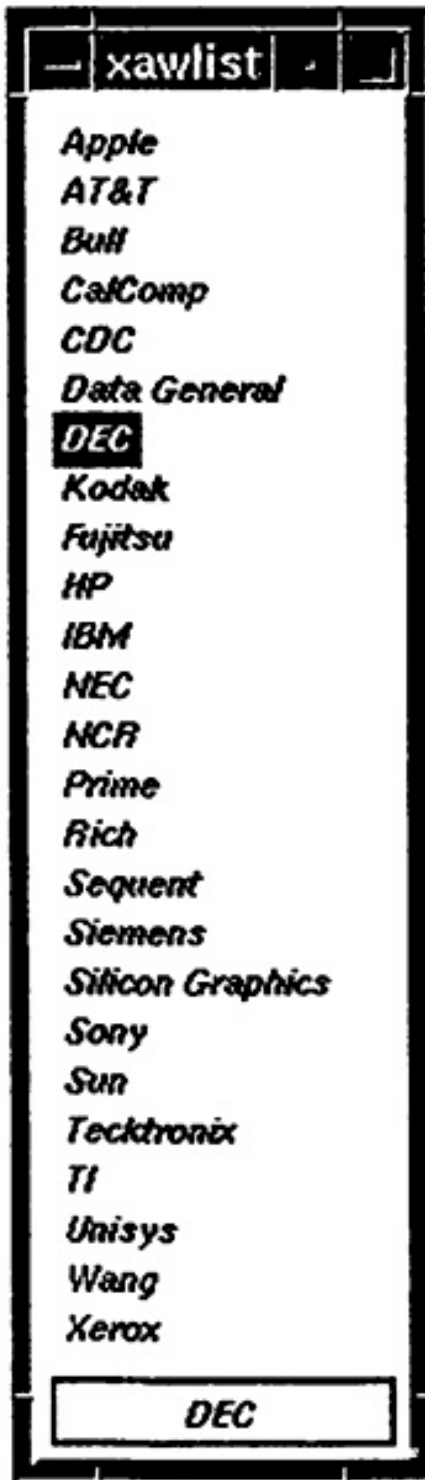 xawlist
Apple
AT&T
Bull
CalComp
CDC
Data General
DEC
Kodak
Fujitsu
HP
IBM
NEC
NCR
Prime
Rich
Sequent
Siemens
Silicon Graphics
Sony
Sun
Tecktronix
TI
Unisys
Wang
Xerox
DEC